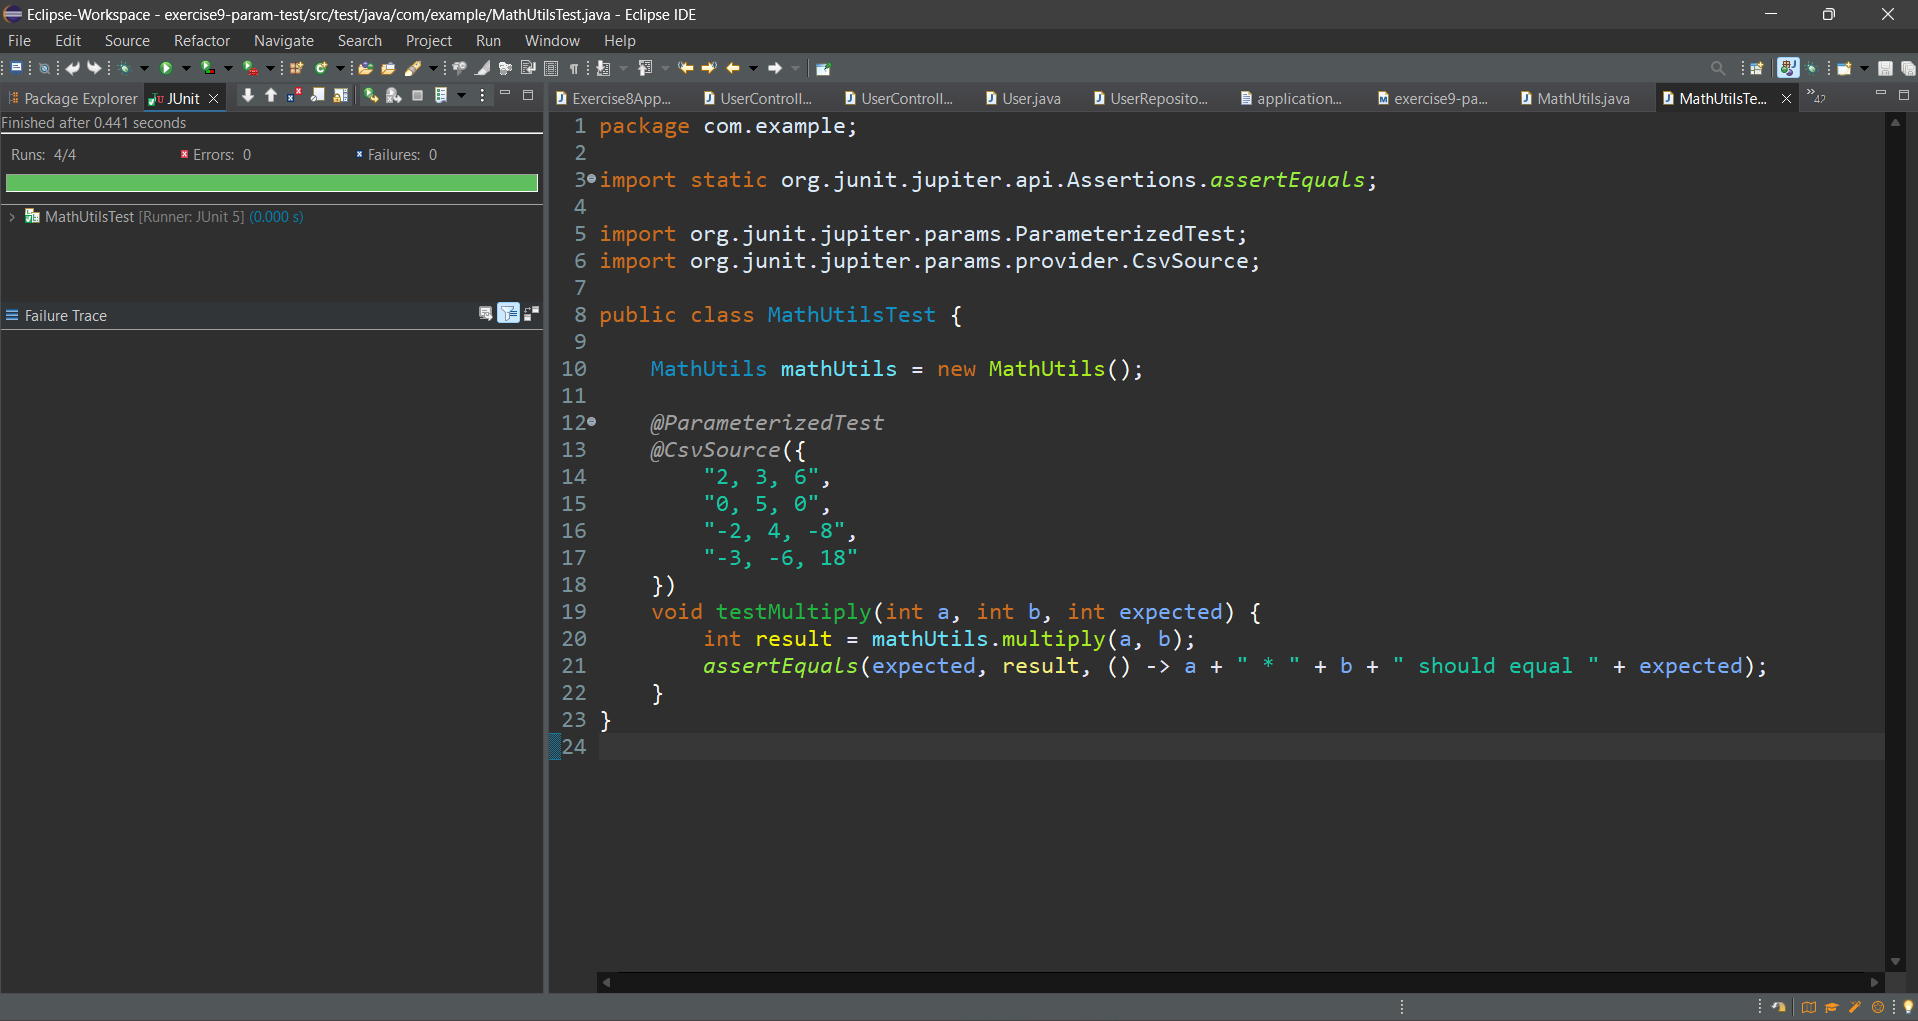 Eclipse-Workspace - exercise9-param-test/src/test/java/com/example/MathUtilsTest.java - Eclipse IDE
File Edit Source Refactor Navigate Search Project Run Window Help
Package Explorer JUnit
Exercise8App... UserControll... UserControll... User.java UserReposito... application... exercise9-pa... MathUtils.java MathUtilsTe... »42
Finished after 0.441 seconds
Runs: 4/4 Errors: 0 Failures: 0
MathUtilsTest [Runner: JUnit 5] (0.000 s)
Failure Trace
1 package com.example;
2
3 import static org.junit.jupiter.api.Assertions.assertEquals;
4
5 import org.junit.jupiter.params.ParameterizedTest;
6 import org.junit.jupiter.params.provider.CsvSource;
7
8 public class MathUtilsTest {
9
10 MathUtils mathUtils = new MathUtils();
11
12 @ParameterizedTest
13 @CsvSource({
14 "2, 3, 6",
15 "0, 5, 0",
16 "-2, 4, -8",
17 "-3, -6, 18"
18 })
19 void testMultiply(int a, int b, int expected) {
20 int result = mathUtils.multiply(a, b);
21 assertEquals(expected, result, () -> a + " * " + b + " should equal " + expected);
22 }
23 }
24